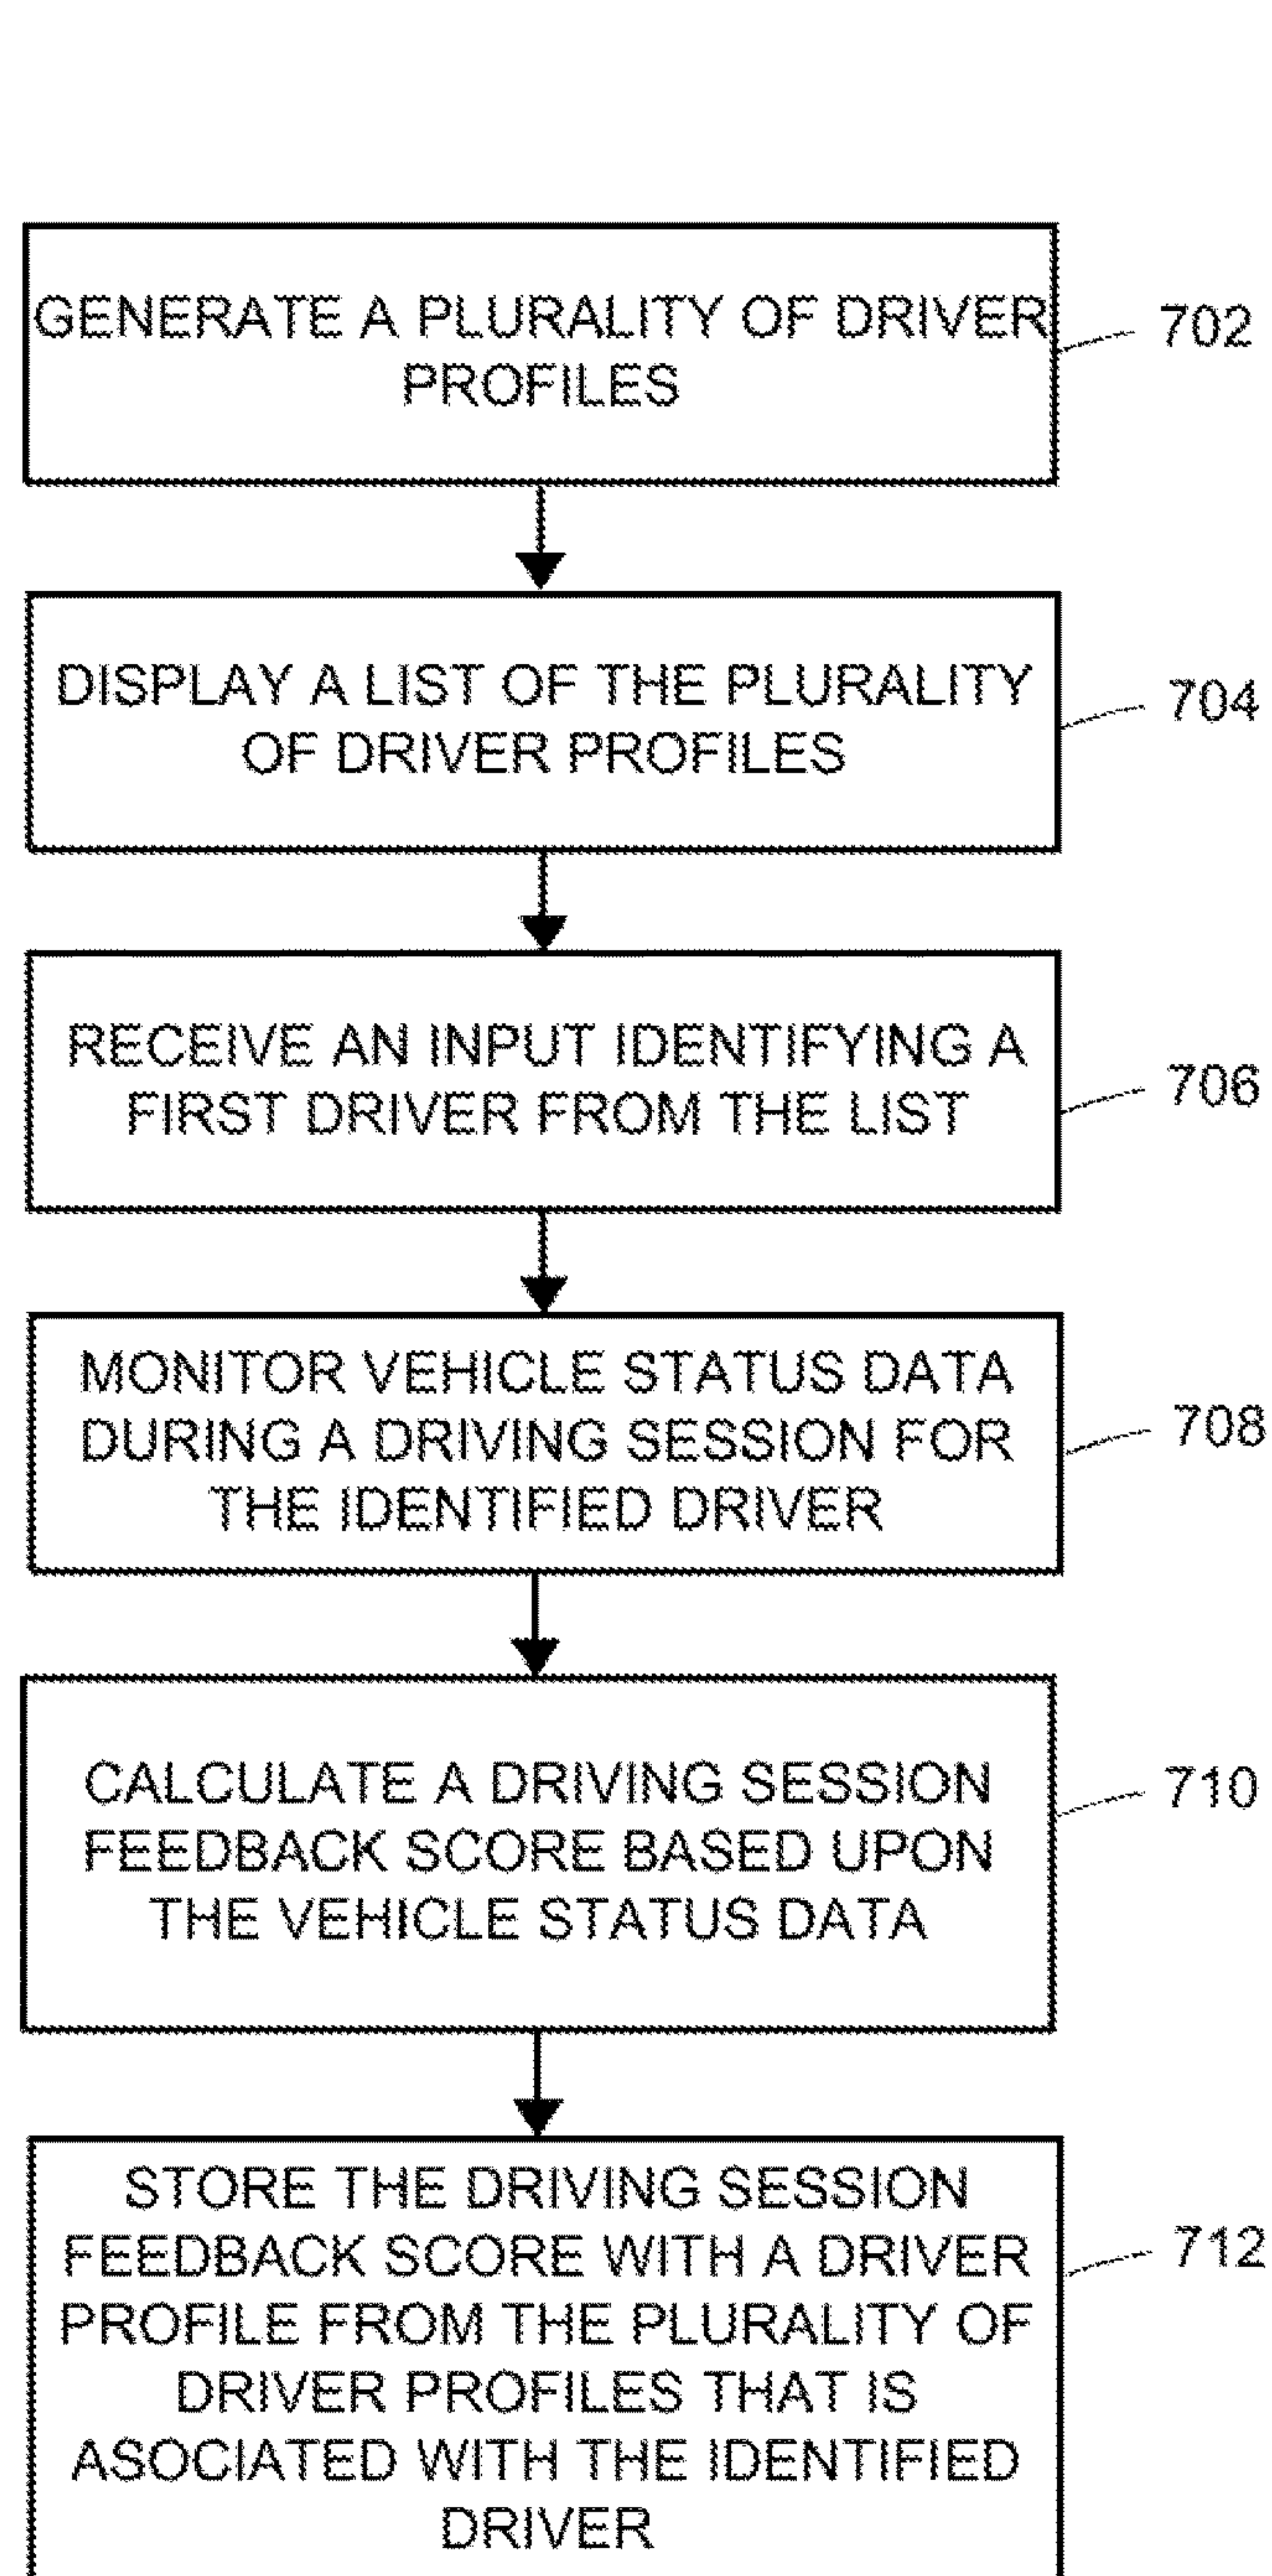 GENERATE A PLURALITY OF DRIVER
PROFILES
702
DISPLAY A LIST OF THE PLURALITY
OF DRIVER PROFILES
704
RECEIVE AN INPUT IDENTIFYING A
FIRST DRIVER FROM THE LIST
706
MONITOR VEHICLE STATUS DATA
DURING A DRIVING SESSION FOR
THE IDENTIFIED DRIVER
708
CALCULATE A DRIVING SESSION
FEEDBACK SCORE BASED UPON
THE VEHICLE STATUS DATA
710
STORE THE DRIVING SESSION
FEEDBACK SCORE WITH A DRIVER
PROFILE FROM THE PLURALITY OF
DRIVER PROFILES THAT IS
ASOCIATED WITH THE IDENTIFIED
DRIVER
712